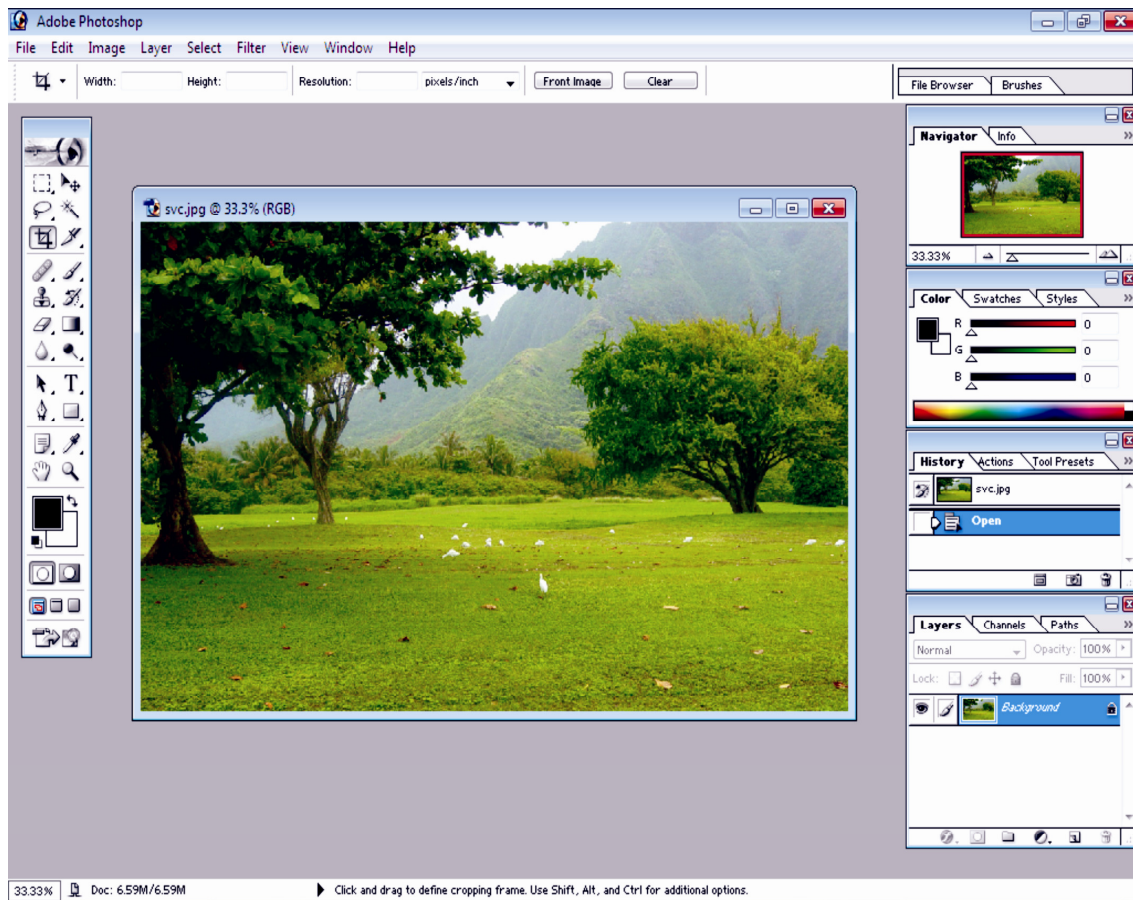 Adobe Photoshop
File Edit Image Layer Select Filter View Window Help
Width: Height: Resolution: pixels/inch Front Image Clear
File Browser Brushes
Navigator Info
svc.jpg @ 33.3% (RGB)
33.33%
Color Swatches Styles
R 0
G 0
B 0
T
History Actions Tool Presets
svc.jpg
Open
Layers Channels Paths
Normal Opacity: 100%
Lock: Fill: 100%
Background
33.33% Doc: 6.59M/6.59M Click and drag to define cropping frame. Use Shift, Alt, and Ctrl for additional options.